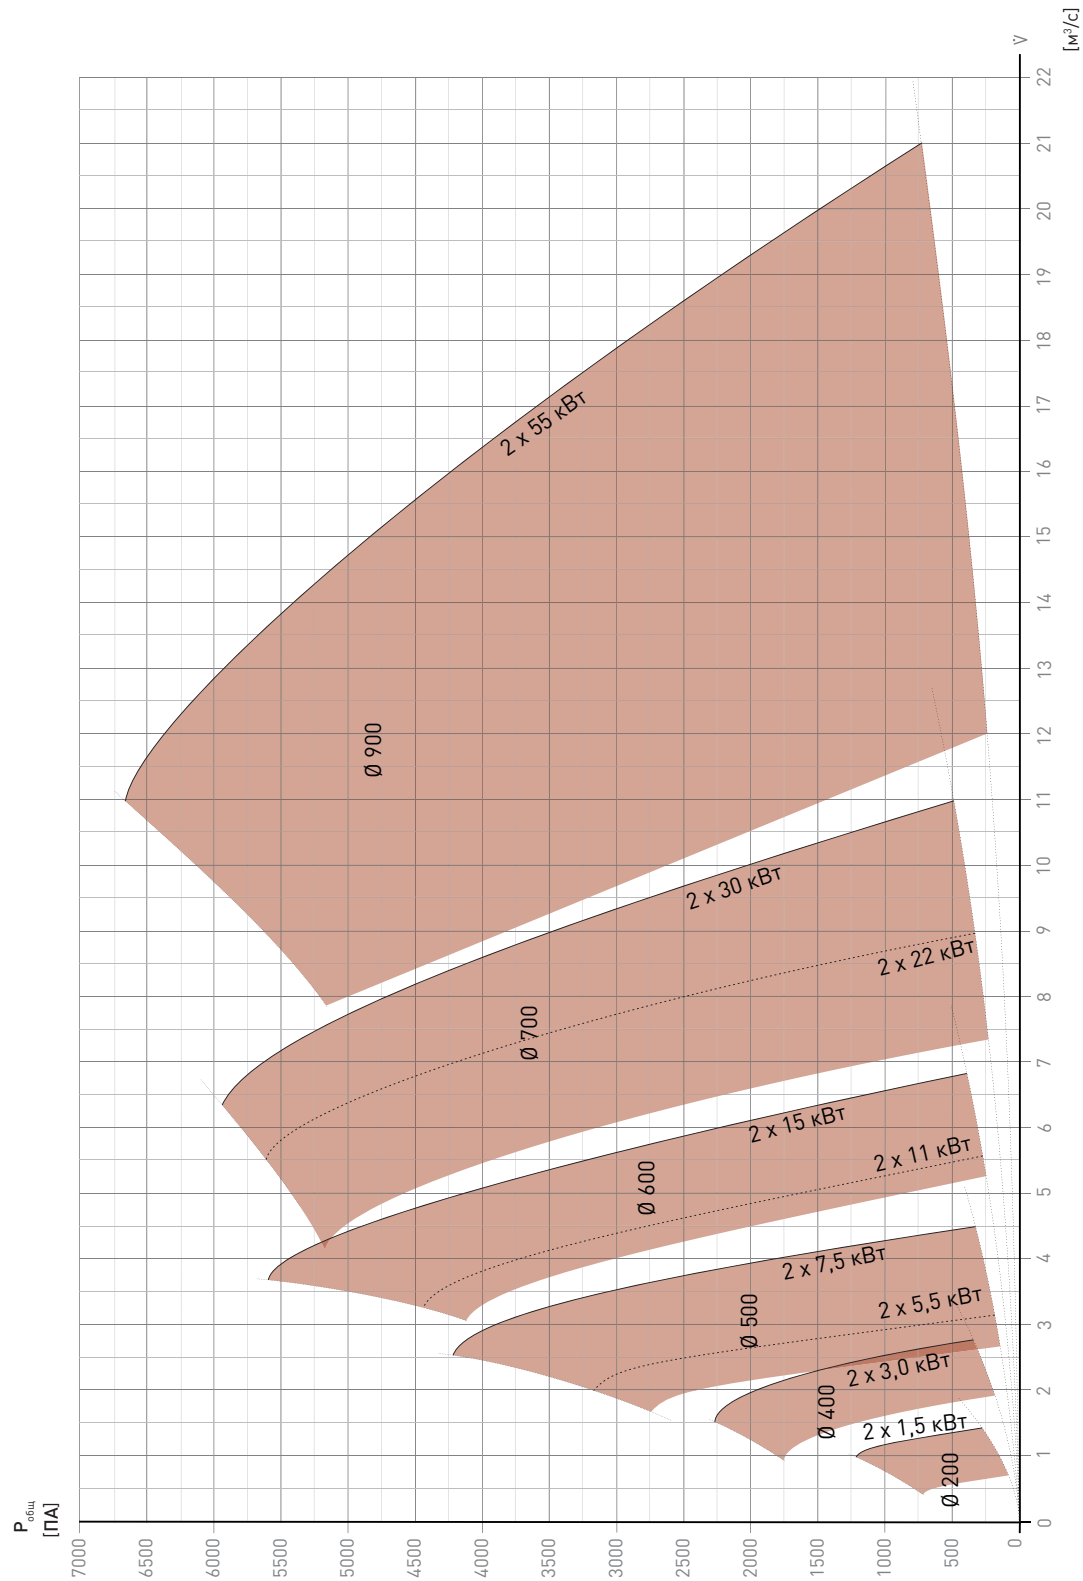 P общ
[ПА]
7000
6500
6000
5500
5000
4500
4000
3500
3000
2500
2000
1500
1000
500
0
Ø 900
2 x 55 кВт
Ø 700
2 x 30 кВт
2 x 22 кВт
Ø 600
2 x 15 кВт
2 x 11 кВт
Ø 500
2 x 7,5 кВт
2 x 5,5 кВт
Ø 400
2 x 3,0 кВт
Ø 200
2 x 1,5 кВт
0
1
2
3
4
5
6
7
8
9
10
11
12
13
14
15
16
17
18
19
20
21
22
V̇
[м³/с]